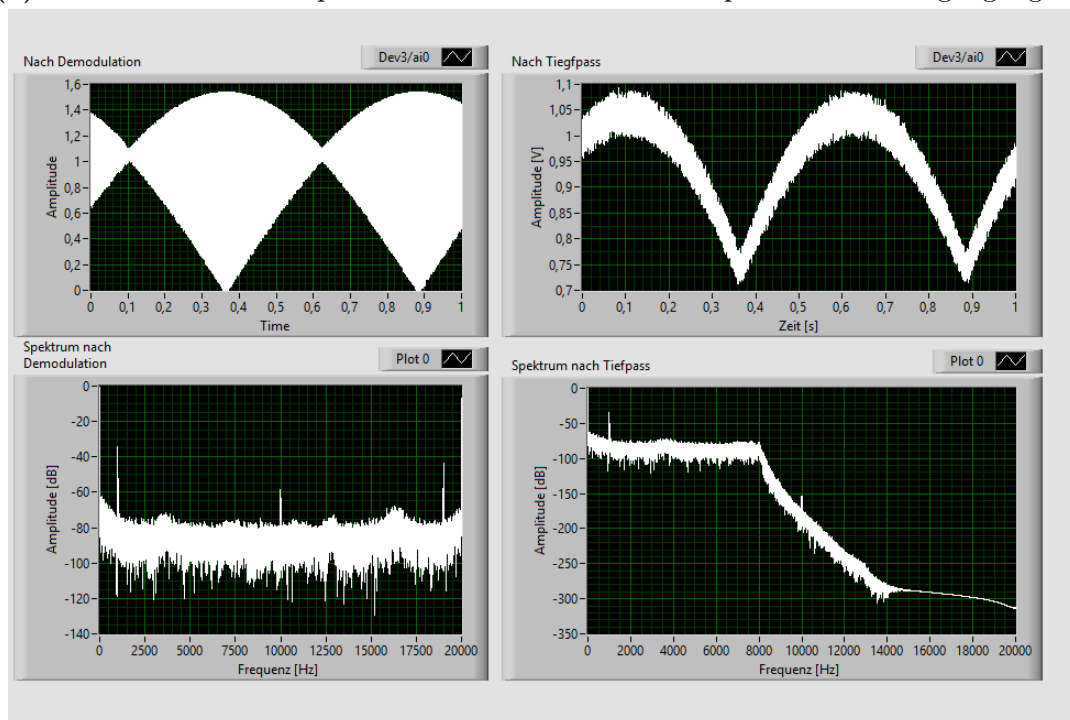 Nach Demodulation
Dev3/ai0
1,6
1,4
1,2
1
0,8
0,6
0,4
0,2
0
Amplitude
0 0,1 0,2 0,3 0,4 0,5 0,6 0,7 0,8 0,9 1
Time
Nach Tiegfpass
Dev3/ai0
1,1
1,05
1
0,95
0,9
0,85
0,8
0,75
0,7
Amplitude [V]
0 0,1 0,2 0,3 0,4 0,5 0,6 0,7 0,8 0,9 1
Zeit [s]
Spektrum nach
Demodulation
Plot 0
0
-20
-40
-60
-80
-100
-120
-140
Amplitude [dB]
0 2500 5000 7500 10000 12500 15000 17500 20000
Frequenz [Hz]
Spektrum nach Tiefpass
Plot 0
0
-50
-100
-150
-200
-250
-300
-350
Amplitude [dB]
0 2000 4000 6000 8000 10000 12000 14000 16000 18000 20000
Frequenz [Hz]